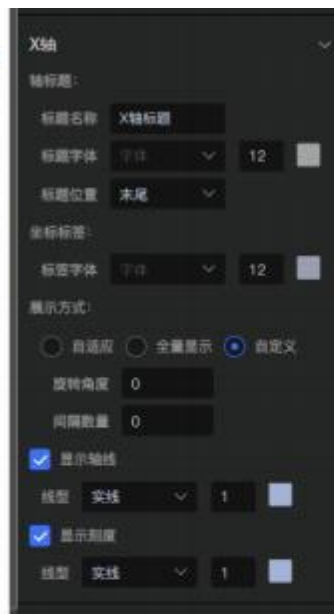 X轴
轴标题:
标题名称 X轴标题
标题字体 字体 12
标题位置 末尾
坐标标签:
标签字体 字体 12
展示方式:
自适应 全量显示 自定义
旋转角度 0
间隔数量 0
显示轴线
线型 实线 1
显示刻度
线型 实线 1